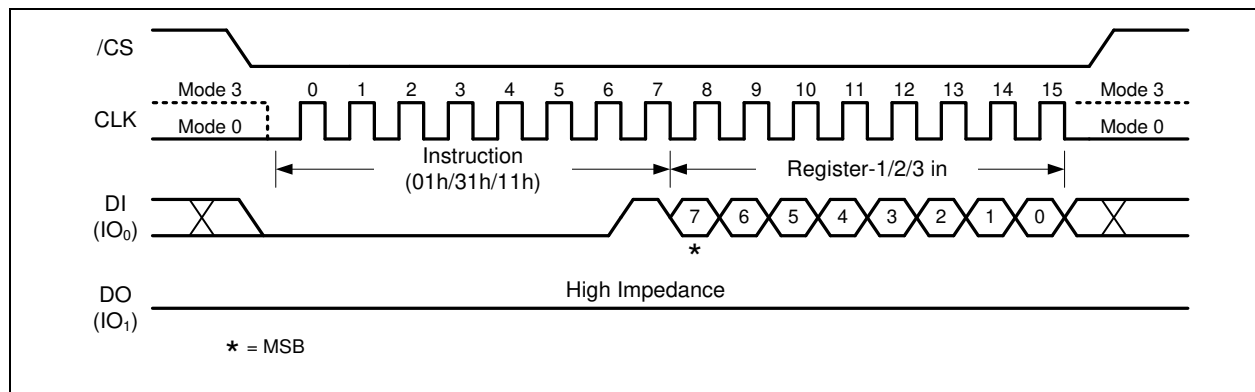 /CS
Mode 3 0 1 2 3 4 5 6 7 8 9 10 11 12 13 14 15 Mode 3
CLK
Mode 0 Mode 0
Instruction
(01h/31h/11h)
Register-1/2/3 in
DI
(IO₀)
7 6 5 4 3 2 1 0
*
High Impedance
DO
(IO₁)
* = MSB